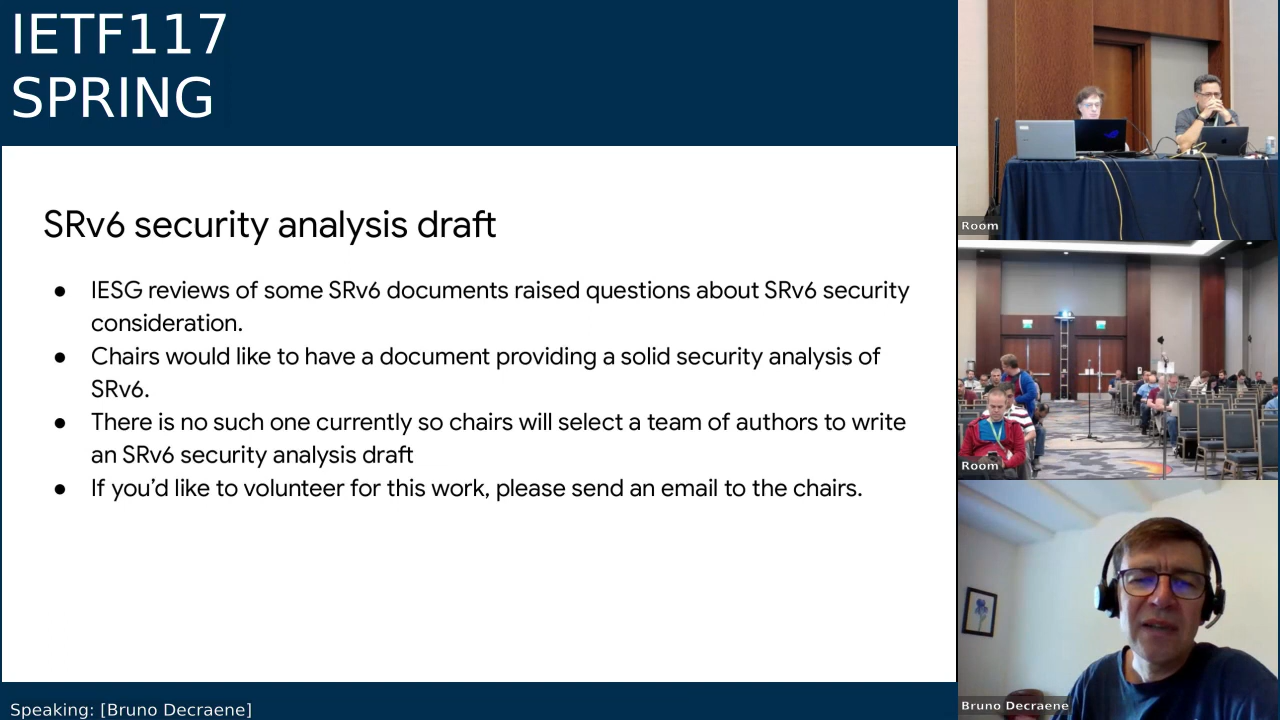 IETF117
SPRING
SRv6 security analysis draft
● IESG reviews of some SRv6 documents raised questions about SRv6 security
consideration.
● Chairs would like to have a document providing a solid security analysis of
SRv6.
● There is no such one currently so chairs will select a team of authors to write
an SRv6 security analysis draft
● If you’d like to volunteer for this work, please send an email to the chairs.
Speaking: [Bruno Decraene]
Room
Room
Bruno Decraene